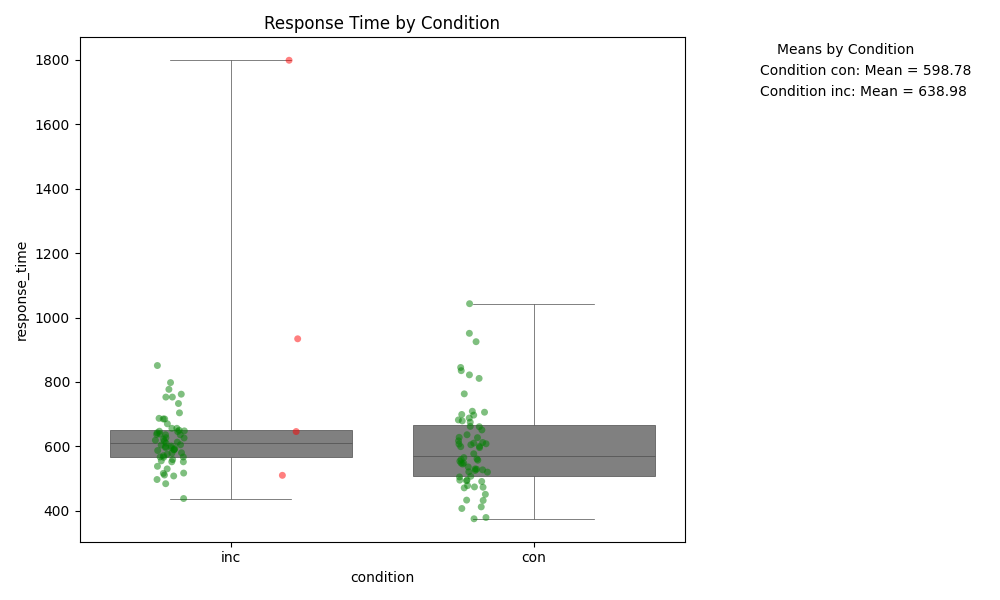 Response Time by Condition
Means by Condition
Condition con: Mean = 598.78
Condition inc: Mean = 638.98
1800
1600
1400
1200
1000
800
600
400
response_time
inc
con
condition